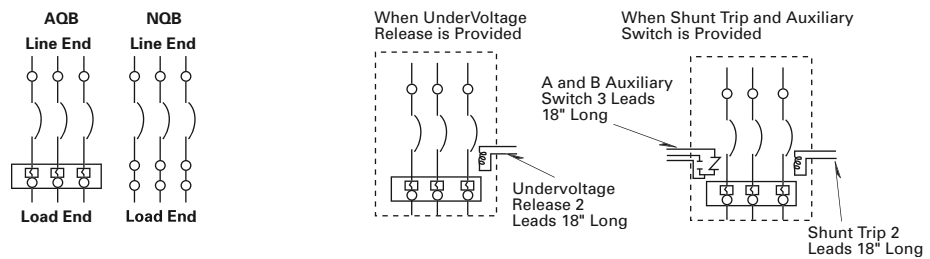 AQB
Line End
Load End
NQB
Line End
Load End
When UnderVoltage
Release is Provided
Undervoltage
Release 2
Leads 18" Long
When Shunt Trip and Auxiliary
Switch is Provided
A and B Auxiliary
Switch 3 Leads
18" Long
Shunt Trip 2
Leads 18" Long